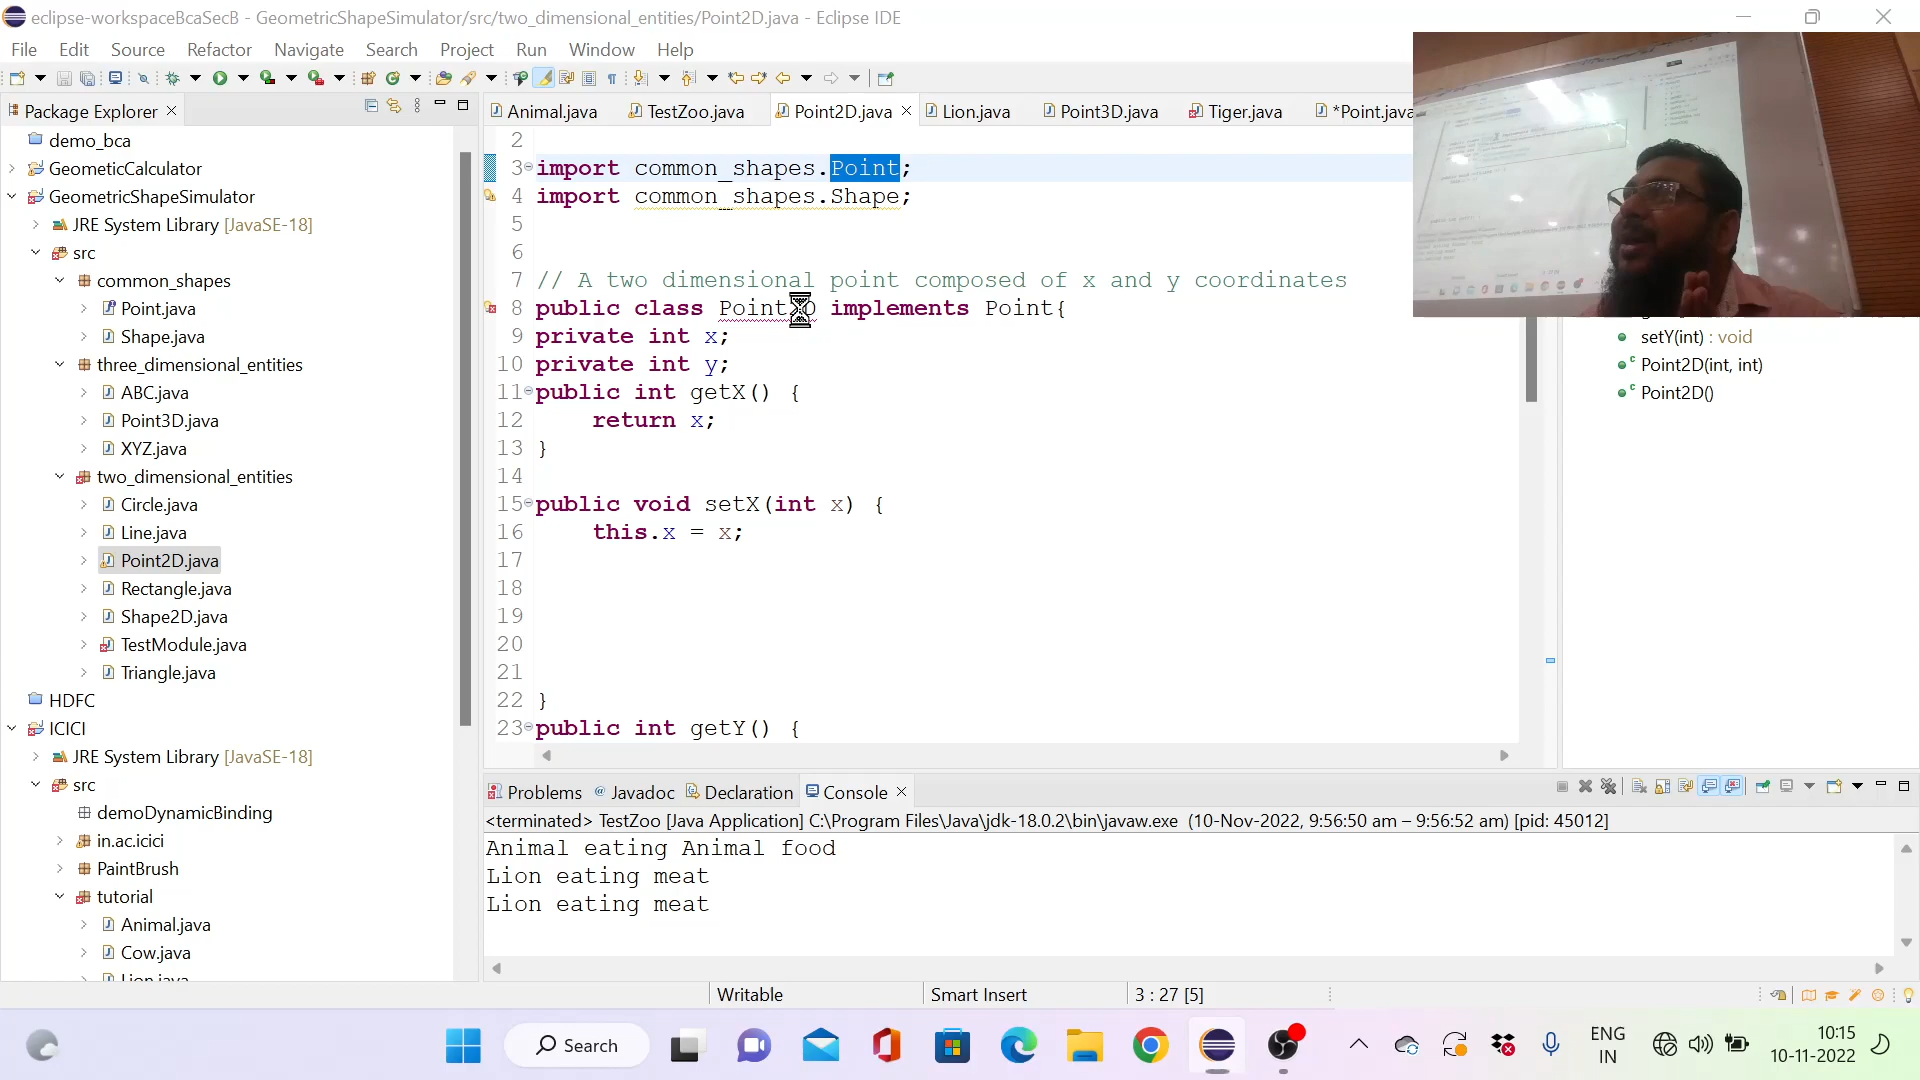 eclipse-workspaceBcaSecB - GeometricShapeSimulator/src/two_dimensional_entities/Point2D.java - Eclipse IDE
File Edit Source Refactor Navigate Search Project Run Window Help
Package Explorer
Animal.java TestZoo.java Point2D.java Lion.java Point3D.java Tiger.java *Point.java
demo_bca
GeometicCalculator
GeometricShapeSimulator
JRE System Library [JavaSE-18]
src
common_shapes
Point.java
Shape.java
three_dimensional_entities
ABC.java
Point3D.java
XYZ.java
two_dimensional_entities
Circle.java
Line.java
Point2D.java
Rectangle.java
Shape2D.java
TestModule.java
Triangle.java
HDFC
ICICI
JRE System Library [JavaSE-18]
src
demoDynamicBinding
in.ac.icici
PaintBrush
tutorial
Animal.java
Cow.java
Lion.java
2
3 import common_shapes.Point;
4 import common_shapes.Shape;
5
6
7 // A two dimensional point composed of x and y coordinates
8 public class Point2D implements Point{
9 private int x;
10 private int y;
11 public int getX() {
12 return x;
13 }
14
15 public void setX(int x) {
16 this.x = x;
17
18
19
20
21
22 }
23 public int getY() {
setY(int) : void
Point2D(int, int)
Point2D()
Problems Javadoc Declaration Console
<terminated> TestZoo [Java Application] C:\Program Files\Java\jdk-18.0.2\bin\javaw.exe (10-Nov-2022, 9:56:50 am – 9:56:52 am) [pid: 45012]
Animal eating Animal food
Lion eating meat
Lion eating meat
Writable Smart Insert 3 : 27 [5]
Search
ENG
IN
10:15
10-11-2022